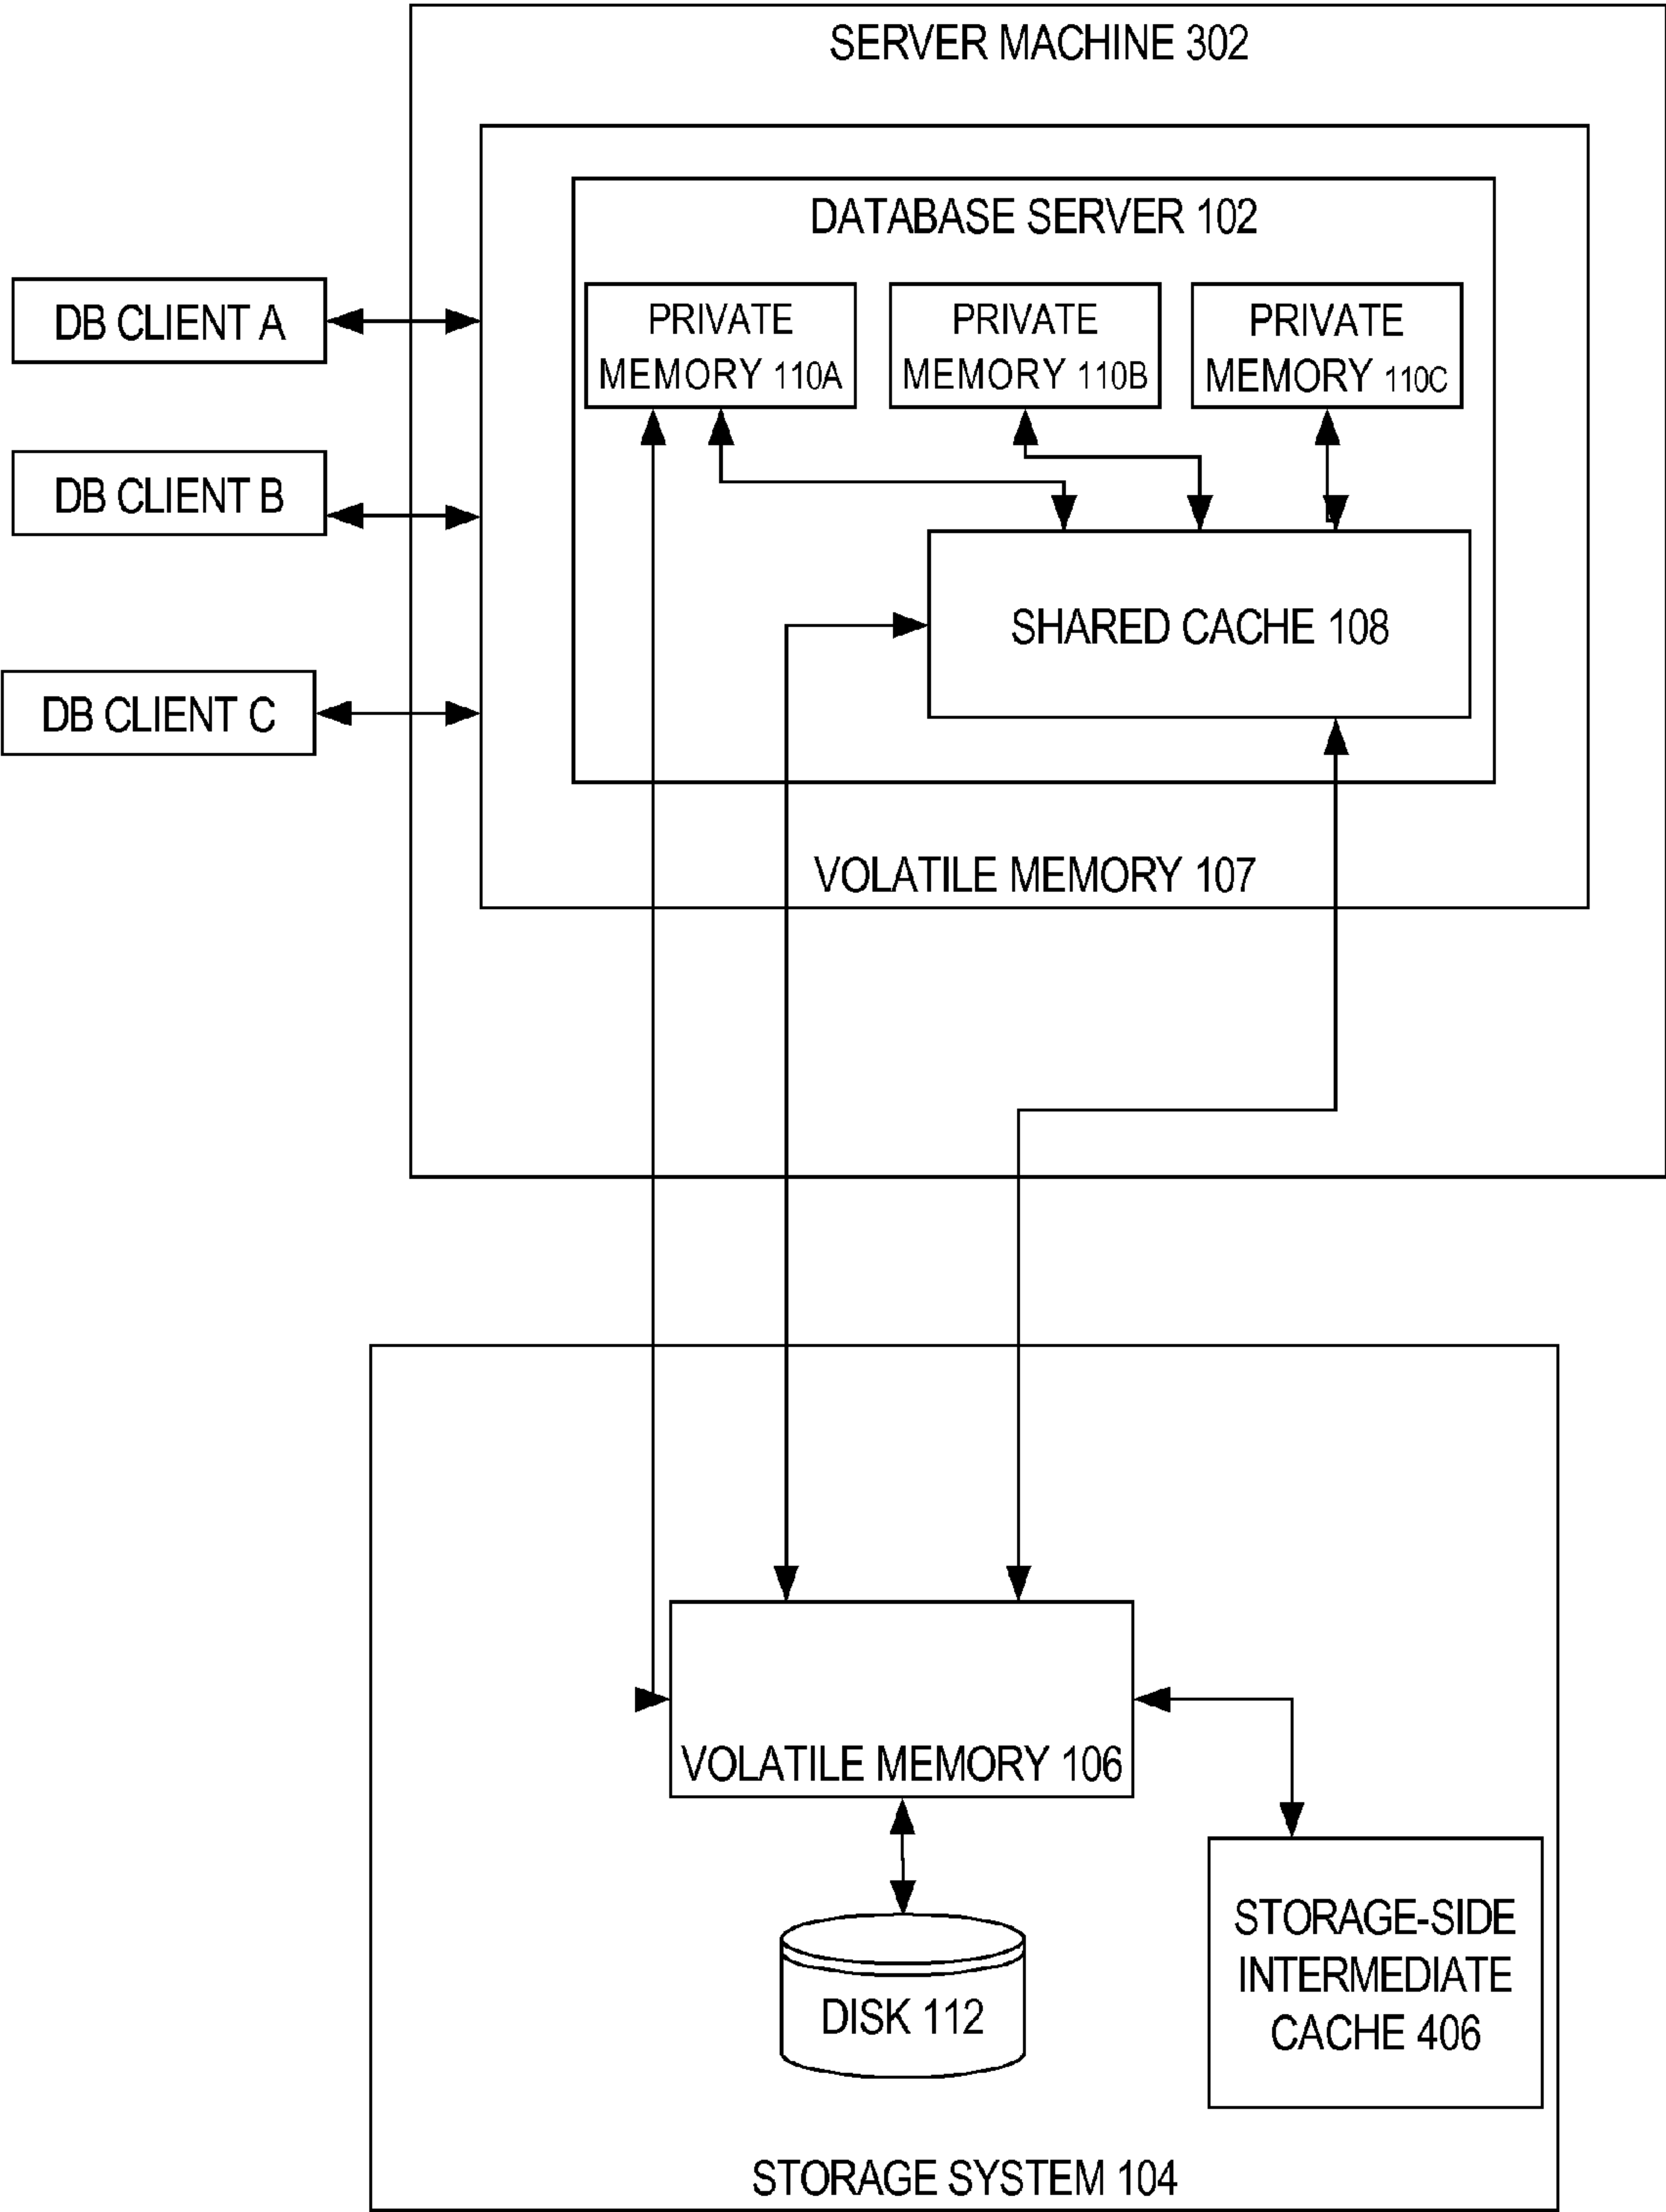 SERVER MACHINE 302
DATABASE SERVER 102
DB CLIENT A
PRIVATE
MEMORY 110A
PRIVATE
MEMORY 110B
PRIVATE
MEMORY 110C
DB CLIENT B
SHARED CACHE 108
DB CLIENT C
VOLATILE MEMORY 107
VOLATILE MEMORY 106
STORAGE-SIDE
INTERMEDIATE
CACHE 406
DISK 112
STORAGE SYSTEM 104